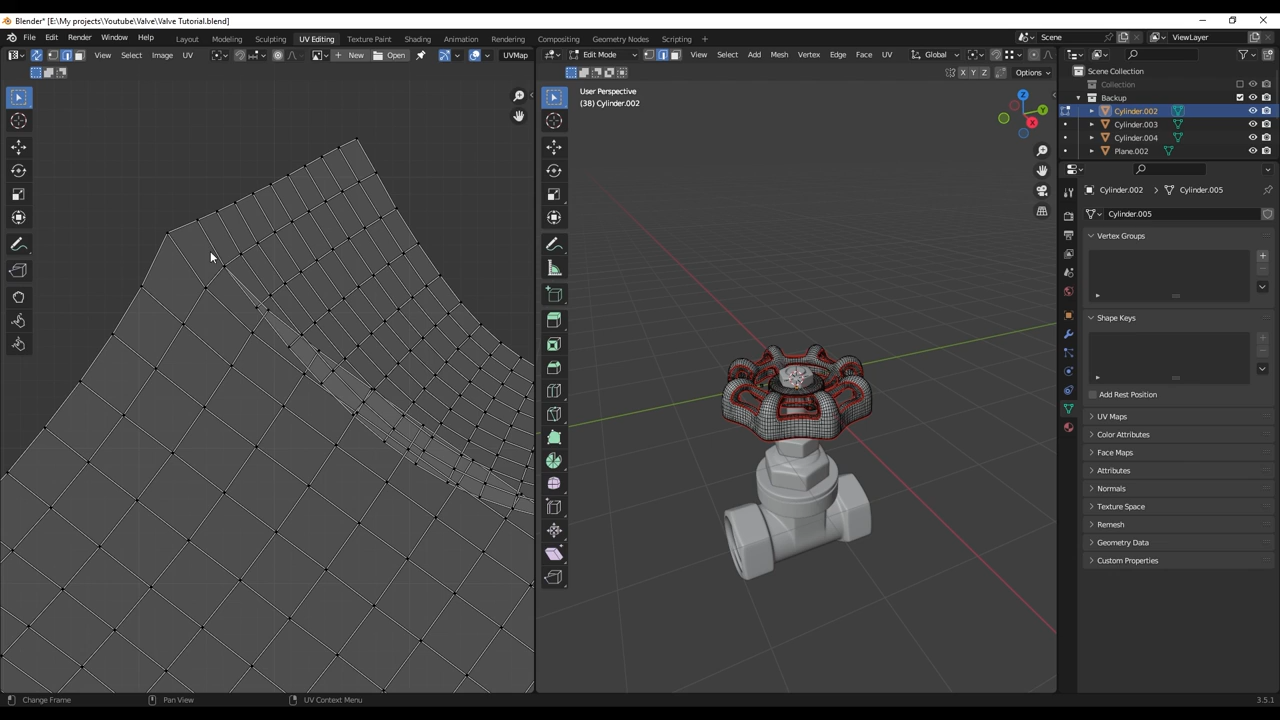 Blender* [E:\My projects\Youtube\Valve\Valve Tutorial.blend]
File Edit Render Window Help Layout Modeling Sculpting UV Editing Texture Paint Shading Animation Rendering Compositing Geometry Nodes Scripting Scene ViewLayer
View Select Image UV New Open UVMap
Edit Mode View Select Add Mesh Vertex Edge Face UV Global
X Y Z Options
User Perspective
(38) Cylinder.002
Z
Y
X
Scene Collection
Collection
Backup
Cylinder.002
Cylinder.003
Cylinder.004
Plane.002
Cylinder.002 > Cylinder.005
Cylinder.005
Vertex Groups
Shape Keys
Add Rest Position
UV Maps
Color Attributes
Face Maps
Attributes
Normals
Texture Space
Remesh
Geometry Data
Custom Properties
Change Frame Pan View UV Context Menu 3.5.1